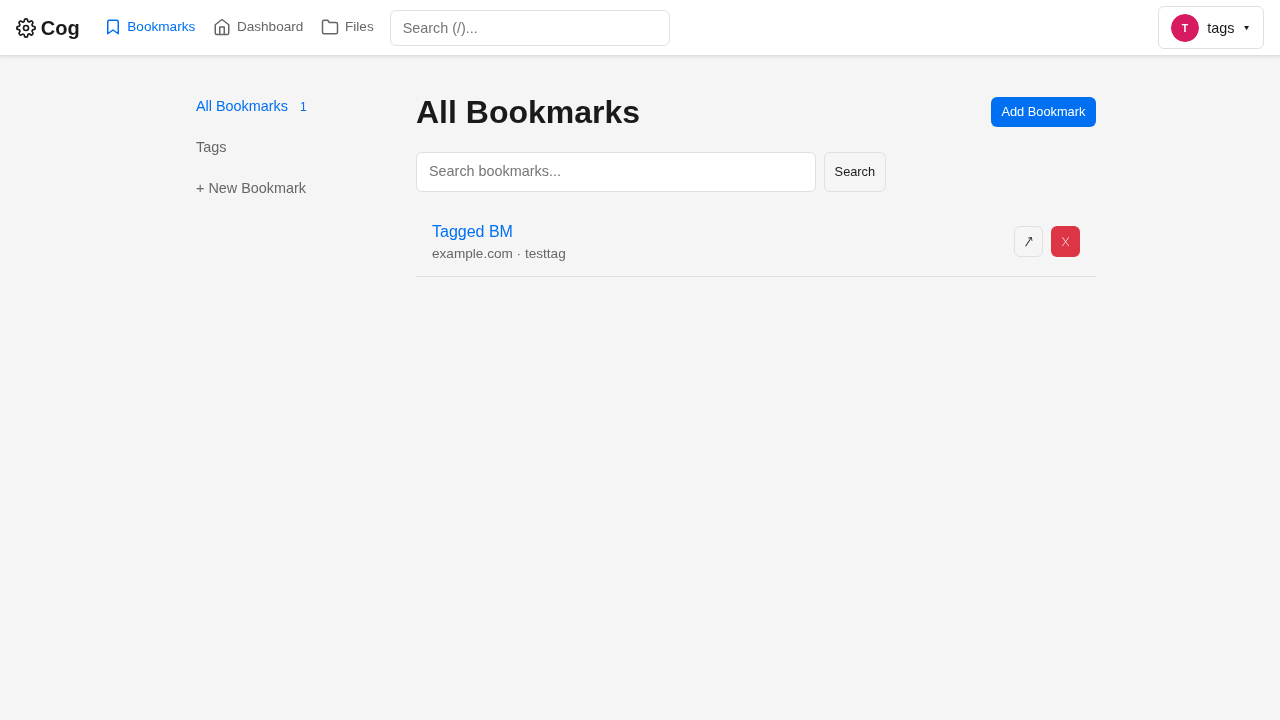 Cog
Bookmarks
Dashboard
Files
Search (/)...
T
tags
All Bookmarks 1
Tags
+ New Bookmark
All Bookmarks
Add Bookmark
Search bookmarks...
Search
Tagged BM
example.com · testtag